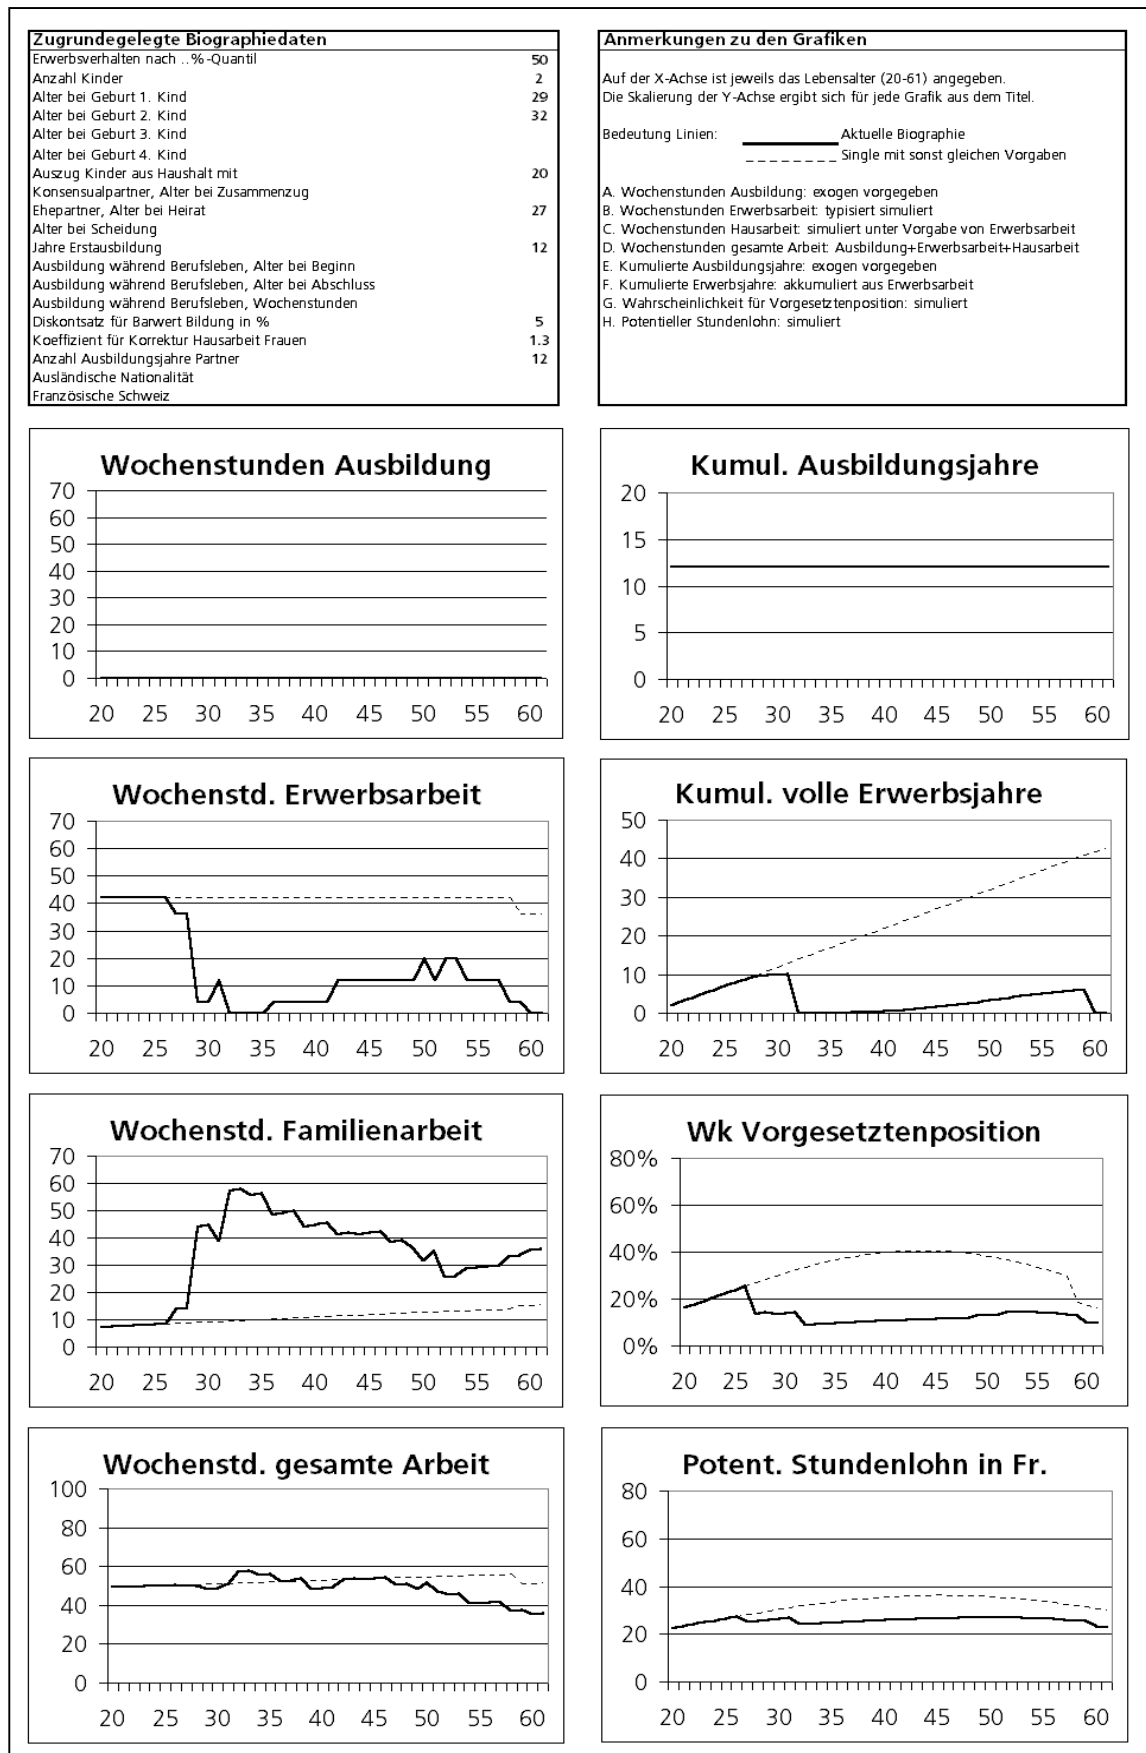 Zugrundegelegte Biographiedaten
Erwerbsverhalten nach ..%-Quantil 50
Anzahl Kinder 2
Alter bei Geburt 1. Kind 29
Alter bei Geburt 2. Kind 32
Alter bei Geburt 3. Kind
Alter bei Geburt 4. Kind
Auszug Kinder aus Haushalt mit 20
Konsensualpartner, Alter bei Zusammenzug
Ehepartner, Alter bei Heirat 27
Alter bei Scheidung
Jahre Erstausbildung 12
Ausbildung während Berufsleben, Alter bei Beginn
Ausbildung während Berufsleben, Alter bei Abschluss
Ausbildung während Berufsleben, Wochenstunden
Diskontsatz für Barwert Bildung in % 5
Koeffizient für Korrektur Hausarbeit Frauen 1.3
Anzahl Ausbildungsjahre Partner 12
Ausländische Nationalität
Französische Schweiz
Anmerkungen zu den Grafiken
Auf der X-Achse ist jeweils das Lebensalter (20-61) angegeben.
Die Skalierung der Y-Achse ergibt sich für jede Grafik aus dem Titel.
Bedeutung Linien: Aktuelle Biographie
Single mit sonst gleichen Vorgaben
A. Wochenstunden Ausbildung: exogen vorgegeben
B. Wochenstunden Erwerbsarbeit: typisiert simuliert
C. Wochenstunden Hausarbeit: simuliert unter Vorgabe von Erwerbsarbeit
D. Wochenstunden gesamte Arbeit: Ausbildung+Erwerbsarbeit+Hausarbeit
E. Kumulierte Ausbildungsjahre: exogen vorgegeben
F. Kumulierte Erwerbsjahre: akkumuliert aus Erwerbsarbeit
G. Wahrscheinlichkeit für Vorgesetztenposition: simuliert
H. Potentieller Stundenlohn: simuliert
Wochenstunden Ausbildung
70
60
50
40
30
20
10
0
20 25 30 35 40 45 50 55 60
Kumul. Ausbildungsjahre
20
15
10
5
0
20 25 30 35 40 45 50 55 60
Wochenstd. Erwerbsarbeit
70
60
50
40
30
20
10
0
20 25 30 35 40 45 50 55 60
Kumul. volle Erwerbsjahre
50
40
30
20
10
0
20 25 30 35 40 45 50 55 60
Wochenstd. Familienarbeit
70
60
50
40
30
20
10
0
20 25 30 35 40 45 50 55 60
Wk Vorgesetztenposition
80%
60%
40%
20%
0%
20 25 30 35 40 45 50 55 60
Wochenstd. gesamte Arbeit
100
80
60
40
20
0
20 25 30 35 40 45 50 55 60
Potent. Stundenlohn in Fr.
80
60
40
20
0
20 25 30 35 40 45 50 55 60